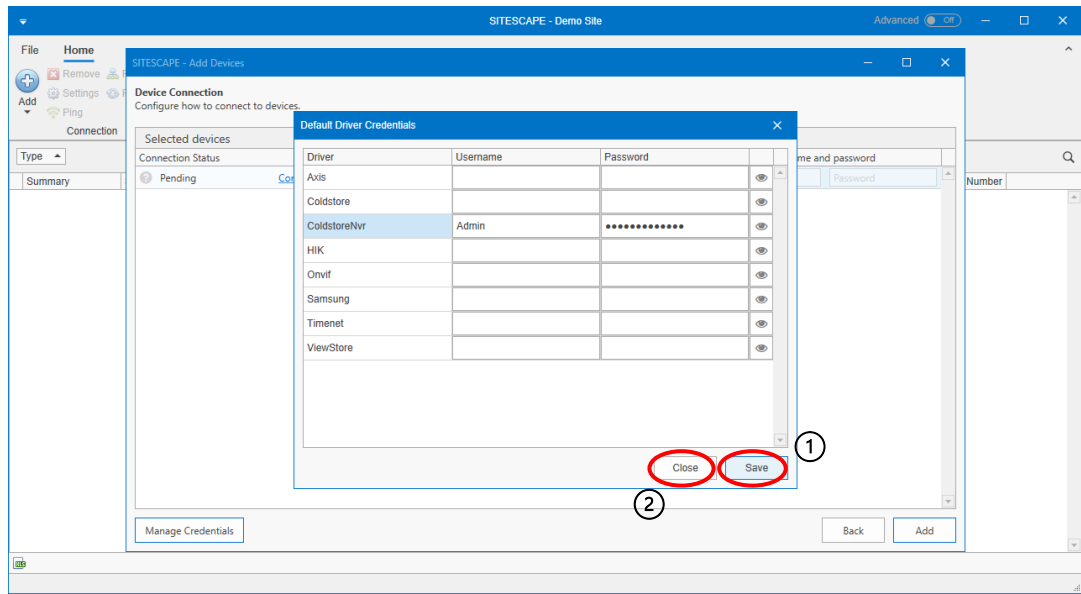 SITESCAPE - Demo Site
Advanced Off
File Home
Remove
Settings
Ping
Add
Connection
SITESCAPE - Add Devices
Device Connection
Configure how to connect to devices.
Default Driver Credentials
Selected devices
Type
Connection Status
Driver Username Password
me and password
Summary
Pending
Password
Number
Axis
Coldstore
ColdstoreNvr Admin •••••••••••••
HIK
Onvif
Samsung
Timenet
ViewStore
1
Close Save
2
Manage Credentials Back Add